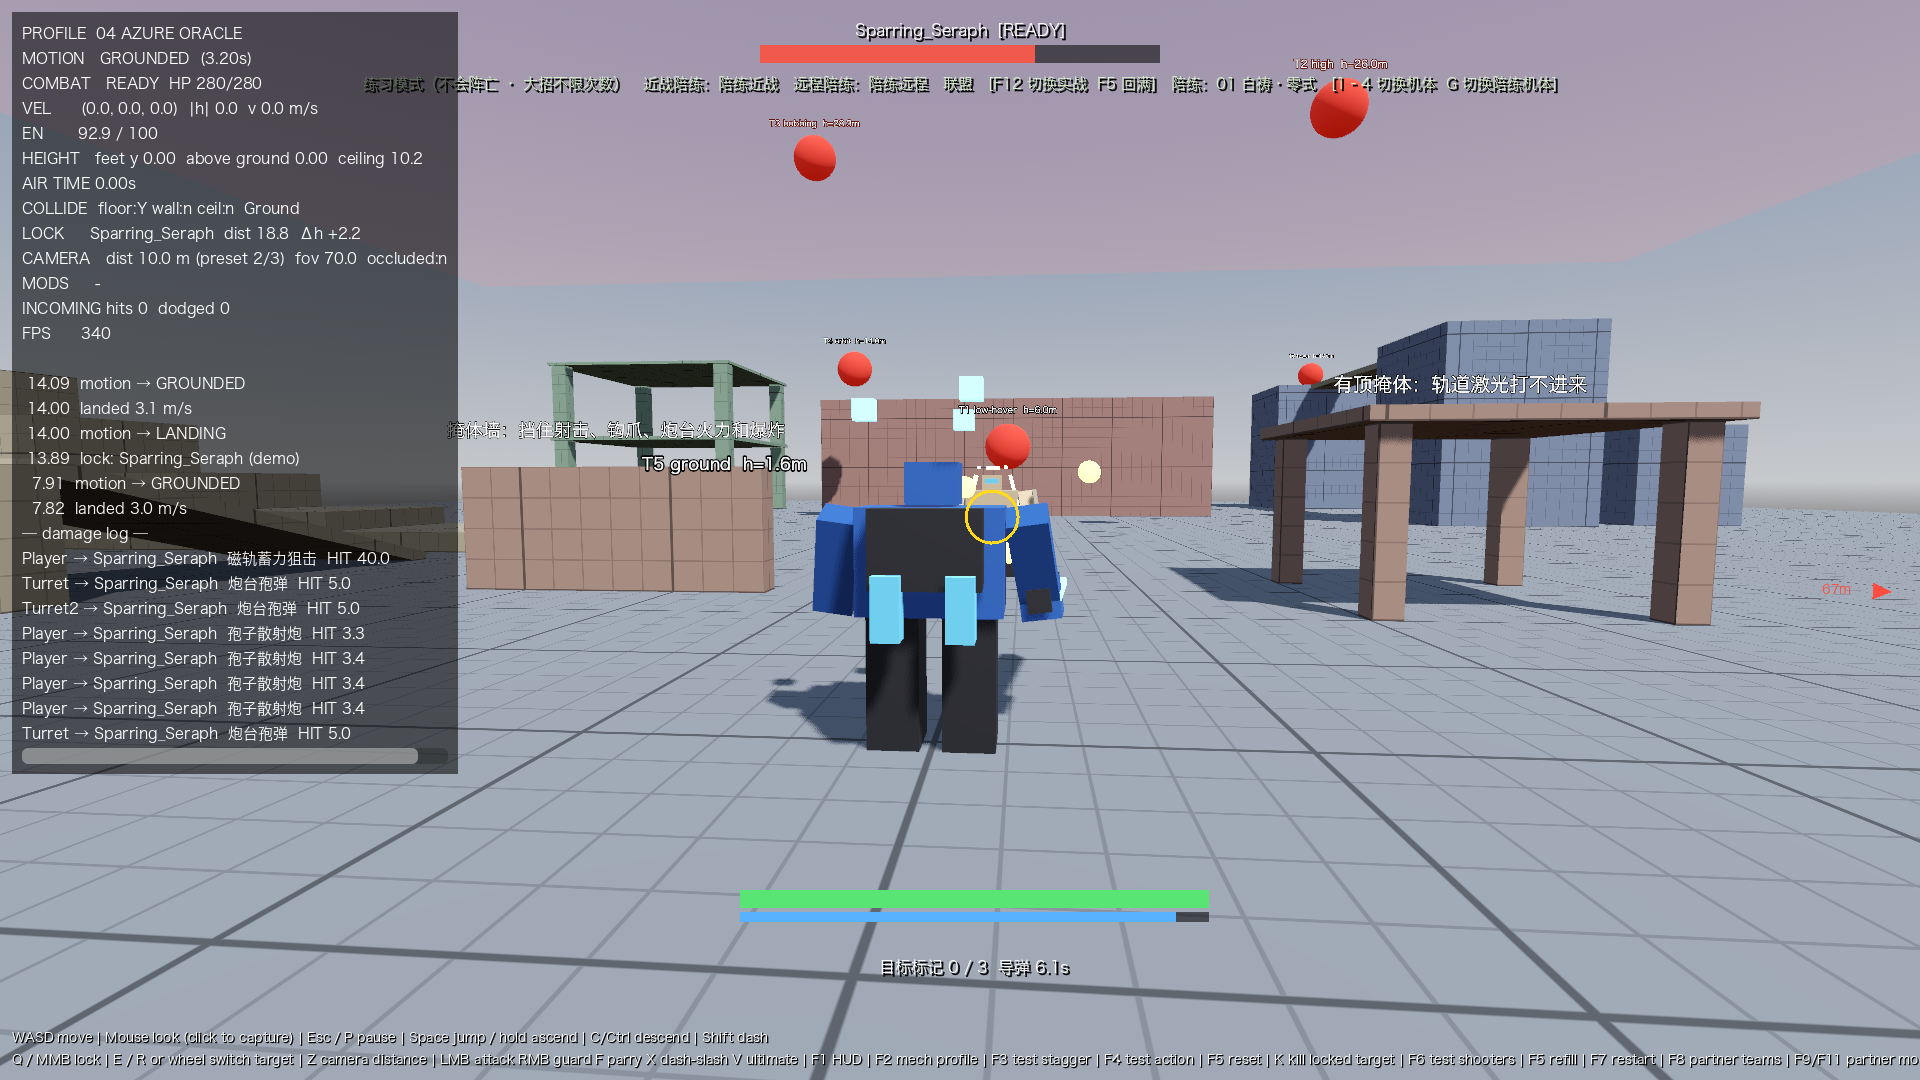 PROFILE 04 AZURE ORACLE
MOTION GROUNDED (3.20s)
COMBAT READY HP 280/280
VEL (0.0, 0.0, 0.0) |h| 0.0 v 0.0 m/s
EN 92.9 / 100
HEIGHT feet y 0.00 above ground 0.00 ceiling 10.2
AIR TIME 0.00s
COLLIDE floor:Y wall:n ceil:n Ground
LOCK Sparring_Seraph dist 18.8 Δh +2.2
CAMERA dist 10.0 m (preset 2/3) fov 70.0 occluded:n
MODS -
INCOMING hits 0 dodged 0
FPS 340
14.09 motion → GROUNDED
14.00 landed 3.1 m/s
14.00 motion → LANDING
13.89 lock: Sparring_Seraph (demo)
7.91 motion → GROUNDED
7.82 landed 3.0 m/s
— damage log —
Player → Sparring_Seraph 磁轨蓄力狙击 HIT 40.0
Turret → Sparring_Seraph 炮台孢弹 HIT 5.0
Turret2 → Sparring_Seraph 炮台孢弹 HIT 5.0
Player → Sparring_Seraph 孢子散射炮 HIT 3.3
Player → Sparring_Seraph 孢子散射炮 HIT 3.4
Player → Sparring_Seraph 孢子散射炮 HIT 3.4
Player → Sparring_Seraph 孢子散射炮 HIT 3.4
Turret → Sparring_Seraph 炮台孢弹 HIT 5.0
Sparring_Seraph [READY]
练习模式（不会阵亡 · 大招不限次数） 近战陪练：陪练近战 远程陪练：陪练远程 联盟 [F12 切换实战 F5 回满] 陪练：01 白祷·零式 [1 - 4 切换机体 G 切换陪练机体]
T2 high h=26.0m
T1 low-hover h=6.0m
有顶掩体：轨道激光打不进来
掩体墙：挡住射击、钩爪、炮台火力和爆炸
T5 ground h=1.6m
67m
目标标记 0 / 3 导弹 6.1s
WASD move | Mouse look (click to capture) | Esc / P pause | Space jump / hold ascend | C/Ctrl descend | Shift dash
Q / MMB lock | E / R or wheel switch target | Z camera distance | LMB attack RMB guard F parry X dash-slash V ultimate | F1 HUD | F2 mech profile | F3 test stagger | F4 test action | F5 reset | K kill locked target | F6 test shooters | F5 refill | F7 restart | F8 partner teams | F9/F11 partner mo